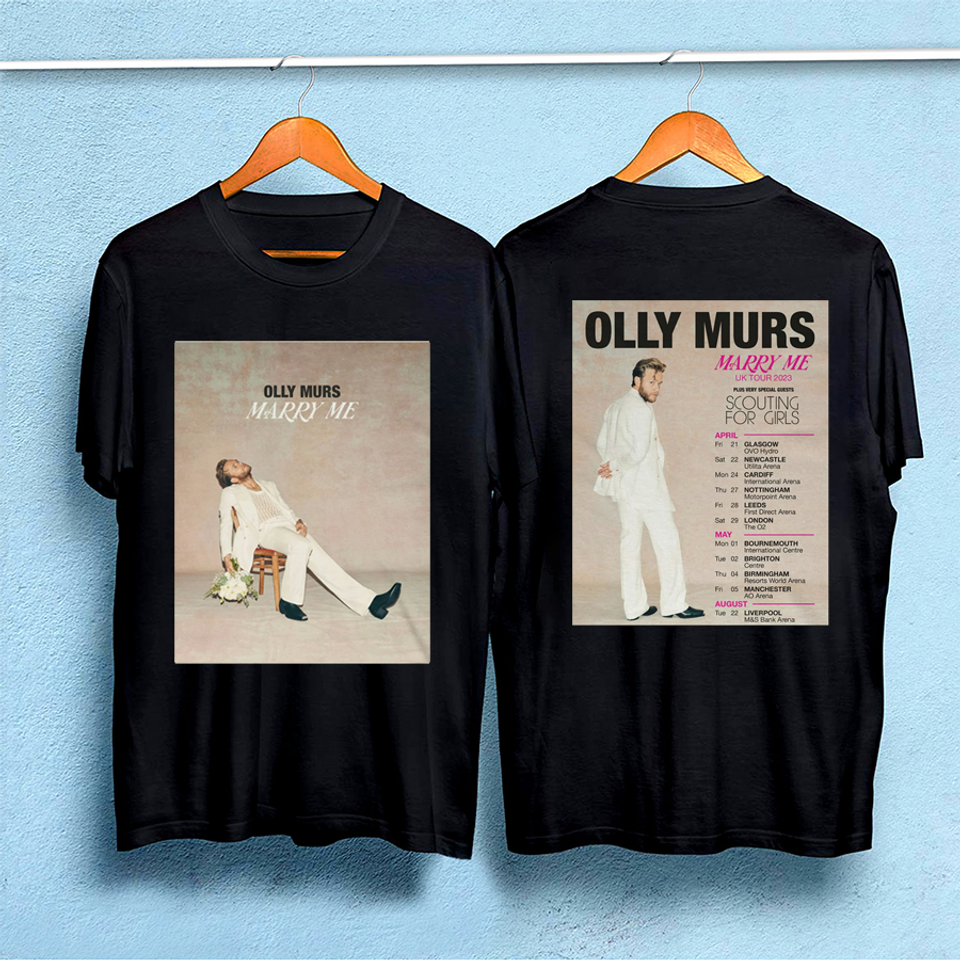 OLLY MURS
MARRY ME
OLLY MURS
MARRY ME
UK TOUR 2023
PLUS VERY SPECIAL GUESTS
SCOUTING
FOR GIRLS
APRIL
Fri 21 GLASGOW
OVO Hydro
Sat 22 NEWCASTLE
Utilita Arena
Mon 24 CARDIFF
International Arena
Thu 27 NOTTINGHAM
Motorpoint Arena
Fri 28 LEEDS
First Direct Arena
Sat 29 LONDON
The O2
MAY
Mon 01 BOURNEMOUTH
International Centre
Tue 02 BRIGHTON
Centre
Thu 04 BIRMINGHAM
Resorts World Arena
Fri 05 MANCHESTER
AO Arena
AUGUST
Tue 22 LIVERPOOL
M&S Bank Arena